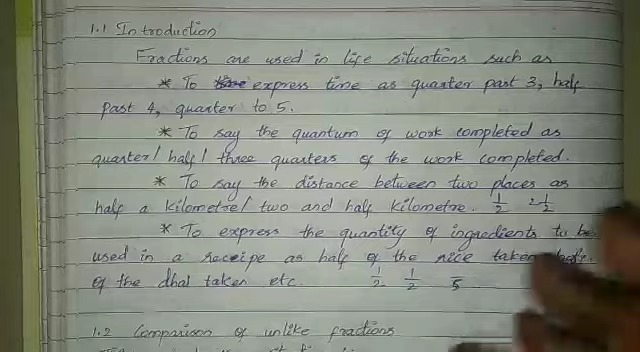 1.1 Introduction
Fractions are used in life situations such as
* To express time as quarter past 3, half
past 4, quarter to 5.
* To say the quantum of work completed as
quarter/ half/ three quarters of the work completed.
* To say the distance between two places as
half a kilometre/ two and half kilometre. 1/2 2 1/2
* To express the quantity of ingredients to be
used in a receipe as half of the rice taken
of the dhal taken etc. 1/2 1/2 5
1.2 Comparison of unlike fractions